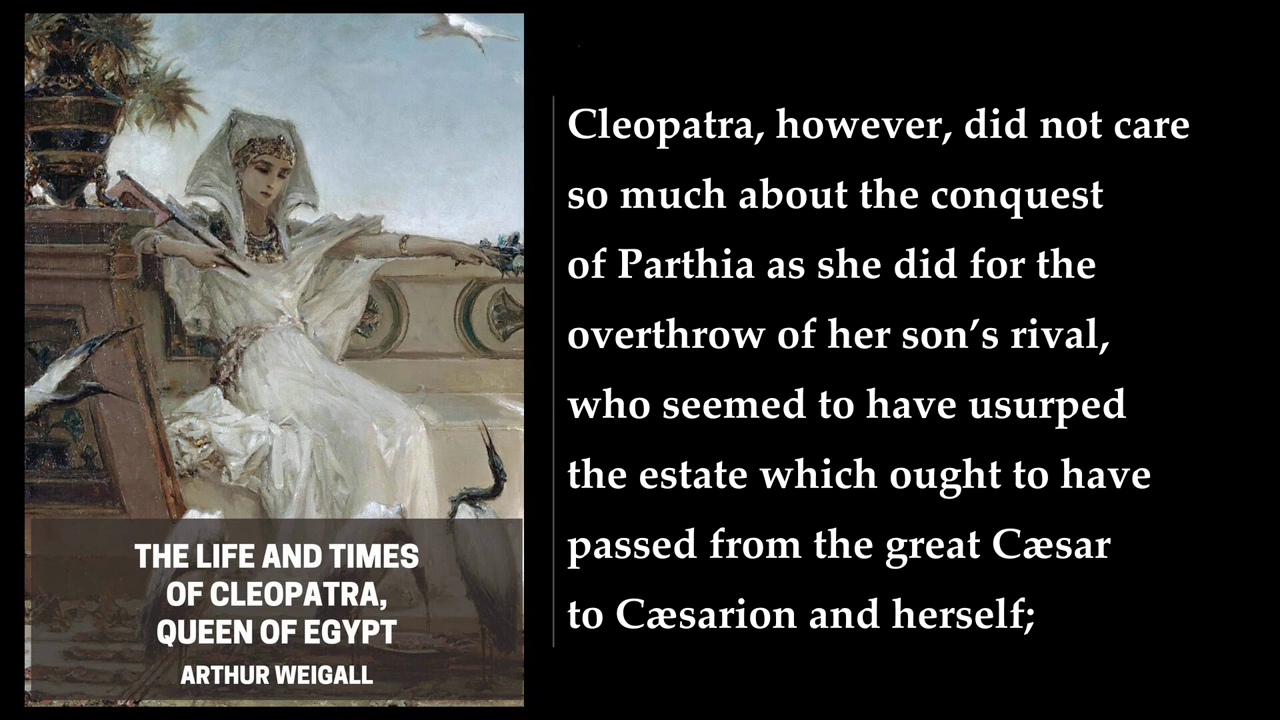 THE LIFE AND TIMES
OF CLEOPATRA,
QUEEN OF EGYPT
ARTHUR WEIGALL
Cleopatra, however, did not care
so much about the conquest
of Parthia as she did for the
overthrow of her son’s rival,
who seemed to have usurped
the estate which ought to have
passed from the great Cæsar
to Cæsarion and herself;